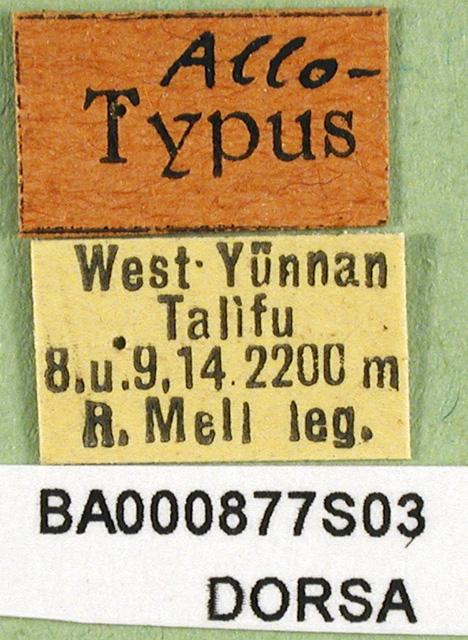 Allo-
Typus
West Yünnan
Talifu
8.u.9.14. 2200 m
R. Mell leg.
BA000877S03
DORSA